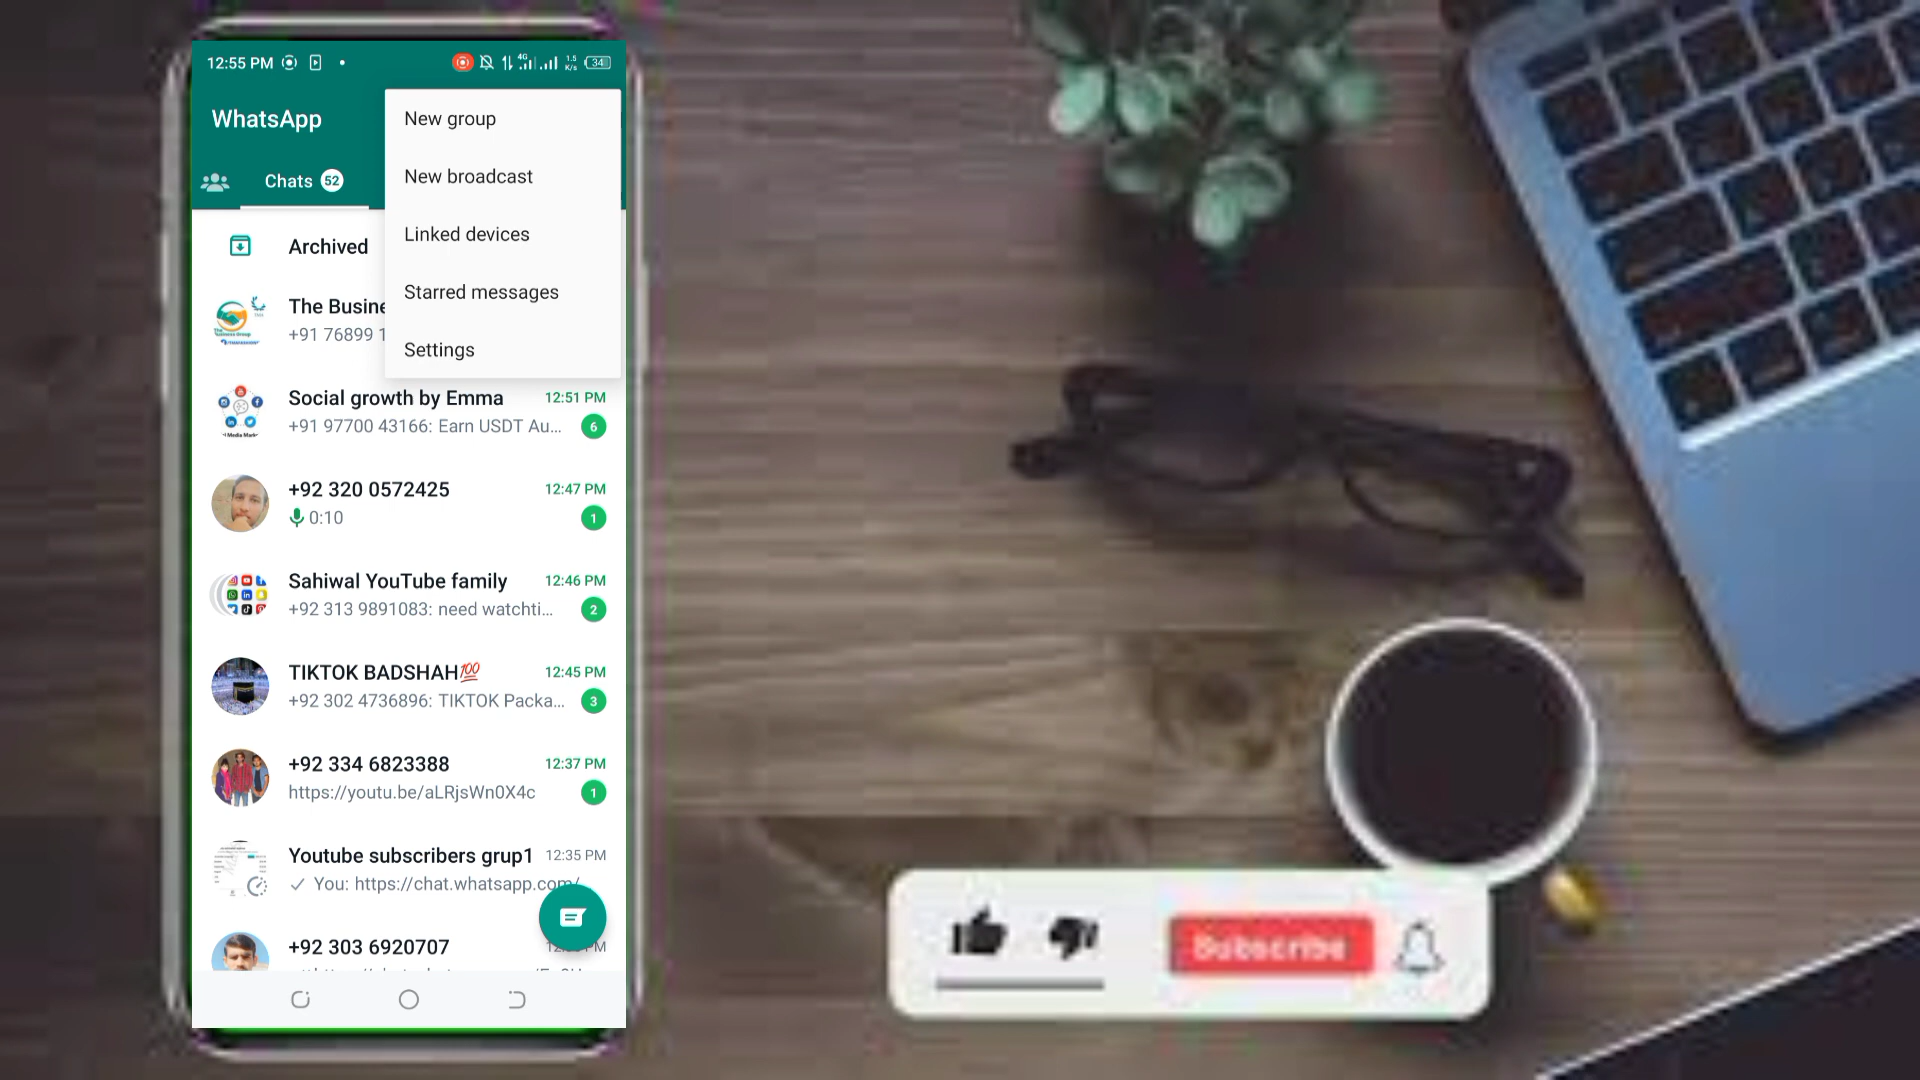 12:55 PM
4G
1.5
K/s
34
WhatsApp
Chats 52
New group
New broadcast
Linked devices
Starred messages
Settings
Archived
The Busine
+91 76899 1
Social growth by Emma 12:51 PM
+91 97700 43166: Earn USDT Au... 6
+92 320 0572425 12:47 PM
0:10 1
Sahiwal YouTube family 12:46 PM
+92 313 9891083: need watchti... 2
TIKTOK BADSHAH💯 12:45 PM
+92 302 4736896: TIKTOK Packa... 3
+92 334 6823388 12:37 PM
https://youtu.be/aLRjsWn0X4c 1
Youtube subscribers grup1 12:35 PM
You: https://chat.whatsapp.com/
+92 303 6920707
Subscribe